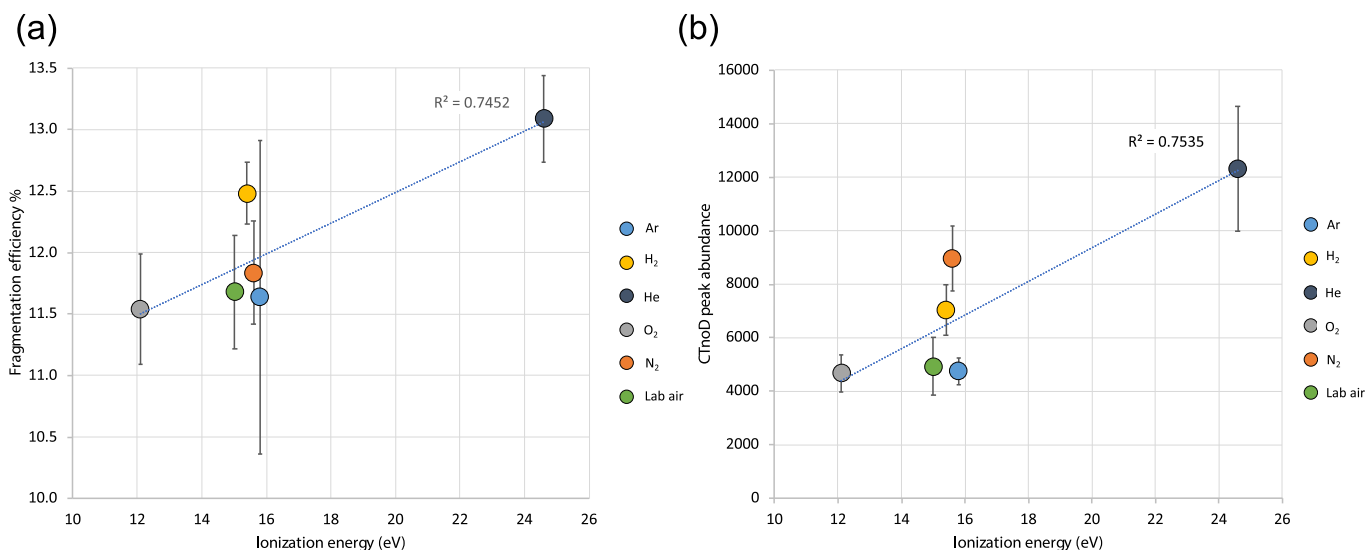 (a)
Fragmentation efficiency %
13.5
13.0
12.5
12.0
11.5
11.0
10.5
10.0
10 12 14 16 18 20 22 24 26
Ionization energy (eV)
R² = 0.7452
Ar
H₂
He
O₂
N₂
Lab air
(b)
CTnoD peak abundance
16000
14000
12000
10000
8000
6000
4000
2000
0
10 12 14 16 18 20 22 24 26
Ionization energy (eV)
R² = 0.7535
Ar
H₂
He
O₂
N₂
Lab air